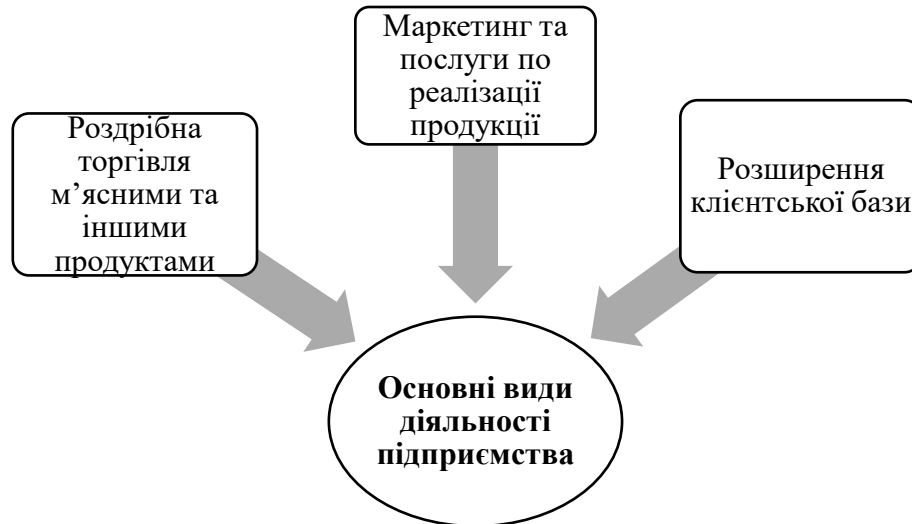 Роздрібна
торгівля
м’ясними та
іншими
продуктами
Маркетинг та
послуги по
реалізації
продукції
Розширення
клієнтської бази
Основні види
діяльності
підприємства